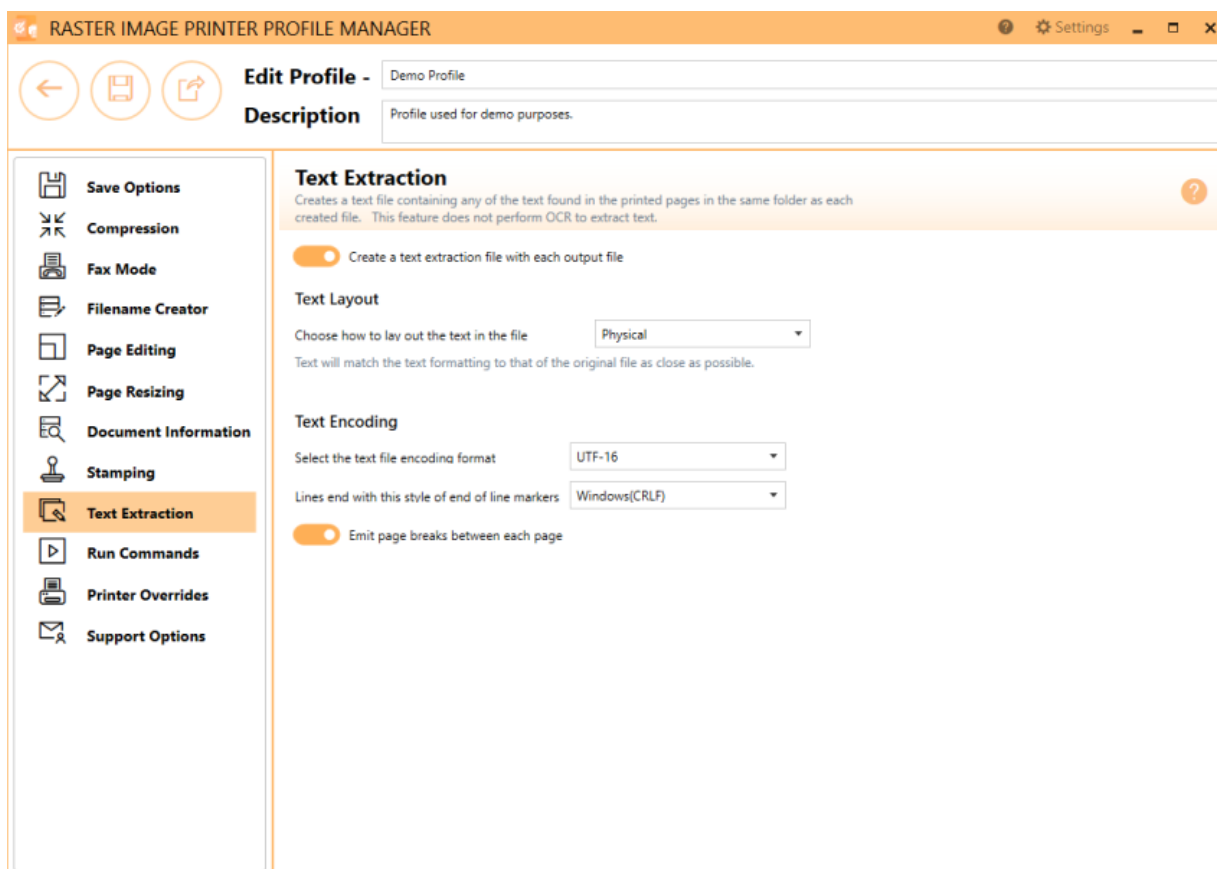 RASTER IMAGE PRINTER PROFILE MANAGER
Settings
Edit Profile -
Demo Profile
Description
Profile used for demo purposes.
Save Options
Compression
Fax Mode
Filename Creator
Page Editing
Page Resizing
Document Information
Stamping
Text Extraction
Run Commands
Printer Overrides
Support Options
Text Extraction
Creates a text file containing any of the text found in the printed pages in the same folder as each
created file. This feature does not perform OCR to extract text.
Create a text extraction file with each output file
Text Layout
Choose how to lay out the text in the file
Physical
Text will match the text formatting to that of the original file as close as possible.
Text Encoding
Select the text file encoding format
UTF-16
Lines end with this style of end of line markers
Windows(CRLF)
Emit page breaks between each page